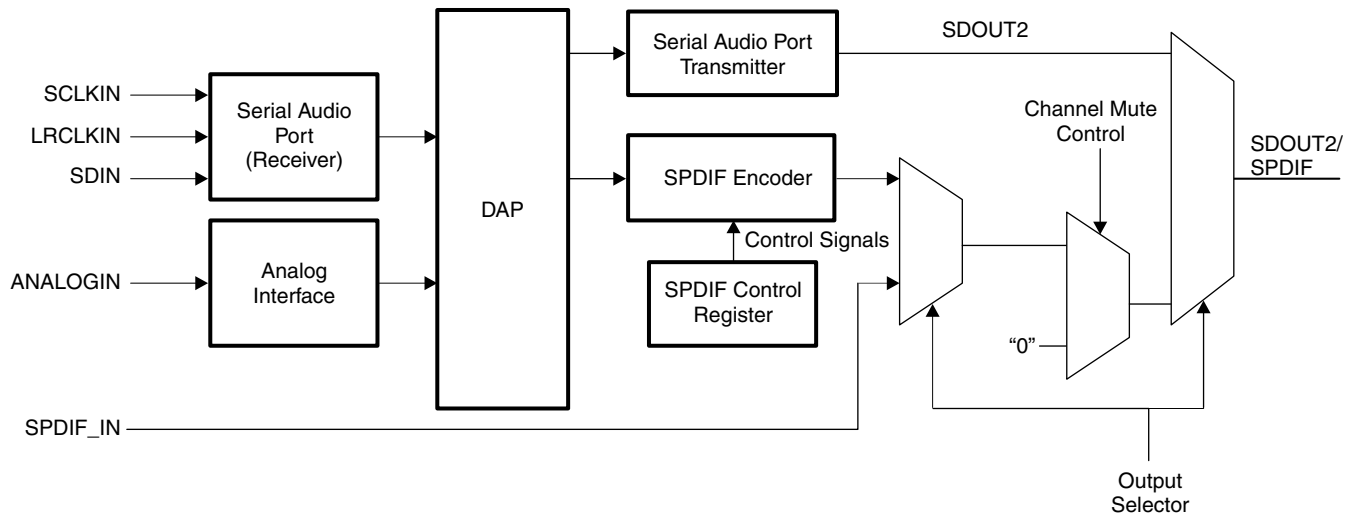 SCLKIN
LRCLKIN
SDIN
ANALOGIN
SPDIF_IN
Serial Audio
Port
(Receiver)
Analog
Interface
DAP
Serial Audio Port
Transmitter
SPDIF Encoder
Control Signals
SPDIF Control
Register
SDOUT2
Channel Mute
Control
“0”
SDOUT2/
SPDIF
Output
Selector